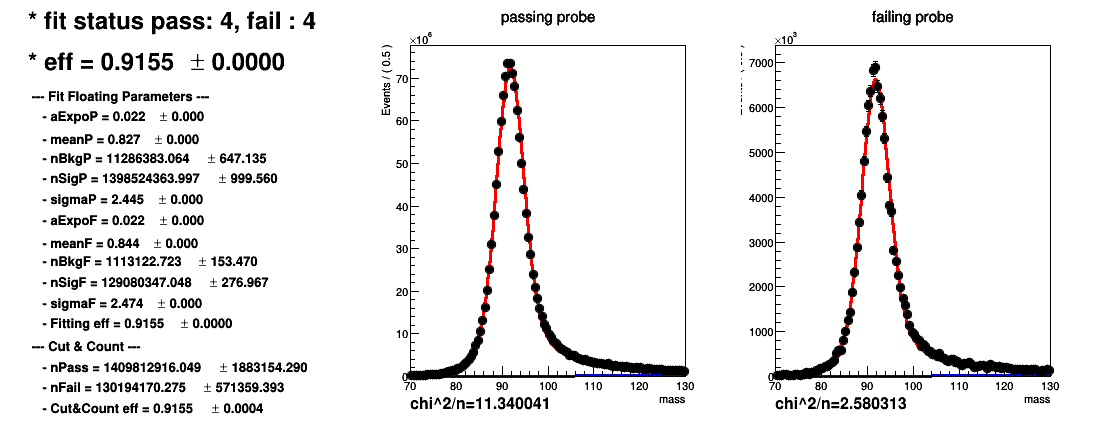 * fit status pass: 4, fail : 4
* eff = 0.9155 ± 0.0000
--- Fit Floating Parameters ---
- aExpoP = 0.022 ± 0.000
- meanP = 0.827 ± 0.000
- nBkgP = 11286383.064 ± 647.135
- nSigP = 1398524363.997 ± 999.560
- sigmaP = 2.445 ± 0.000
- aExpoF = 0.022 ± 0.000
- meanF = 0.844 ± 0.000
- nBkgF = 1113122.723 ± 153.470
- nSigF = 129080347.048 ± 276.967
- sigmaF = 2.474 ± 0.000
- Fitting eff = 0.9155 ± 0.0000
--- Cut & Count ---
- nPass = 1409812916.049 ± 1883154.290
- nFail = 130194170.275 ± 571359.393
- Cut&Count eff = 0.9155 ± 0.0004
passing probe
×10⁶
Events / ( 0.5 )
70
60
50
40
30
20
10
0
70 80 90 100 110 120 130
mass
chi^2/n=11.340041
failing probe
×10³
7000
6000
5000
4000
3000
2000
1000
0
70 80 90 100 110 120 130
mass
chi^2/n=2.580313